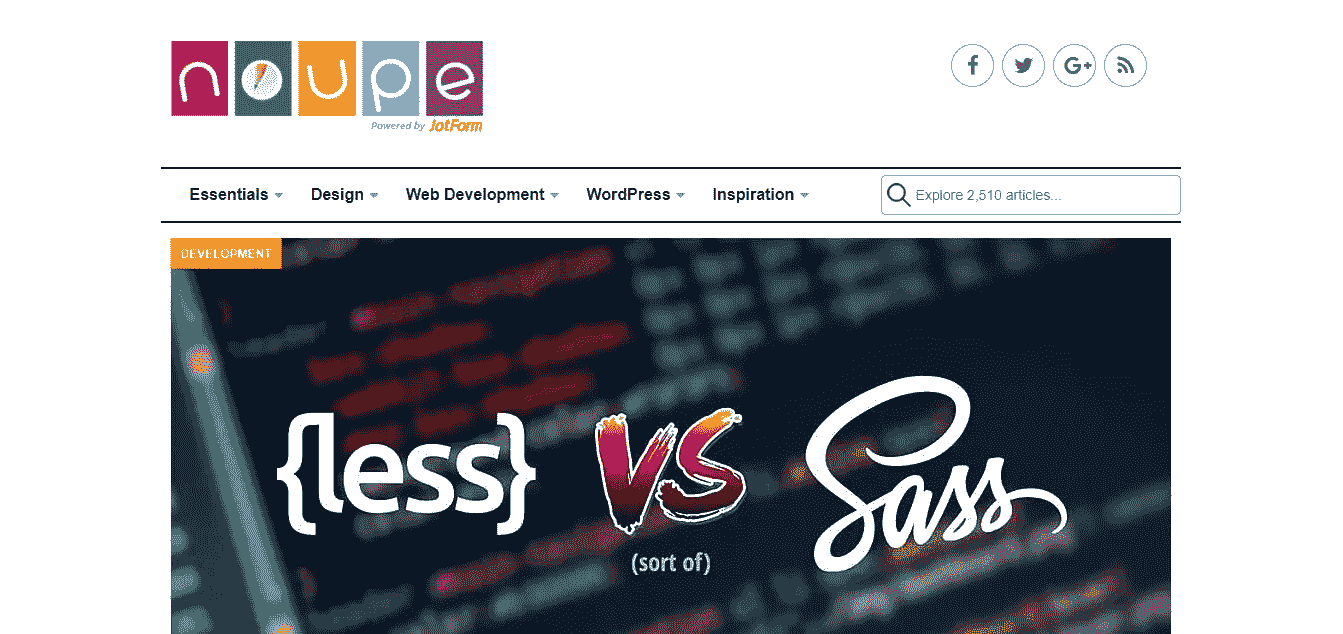 noupe
Powered by JotForm
Essentials Design Web Development WordPress Inspiration
Explore 2,510 articles...
DEVELOPMENT
{less} VS Sass
(sort of)